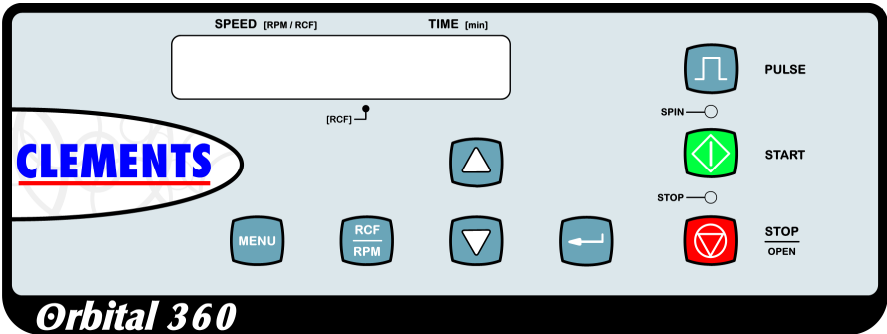 SPEED [RPM / RCF] TIME [min]
PULSE
[RCF]
SPIN
CLEMENTS
START
STOP
MENU
RCF
RPM
STOP
OPEN
Orbital 360